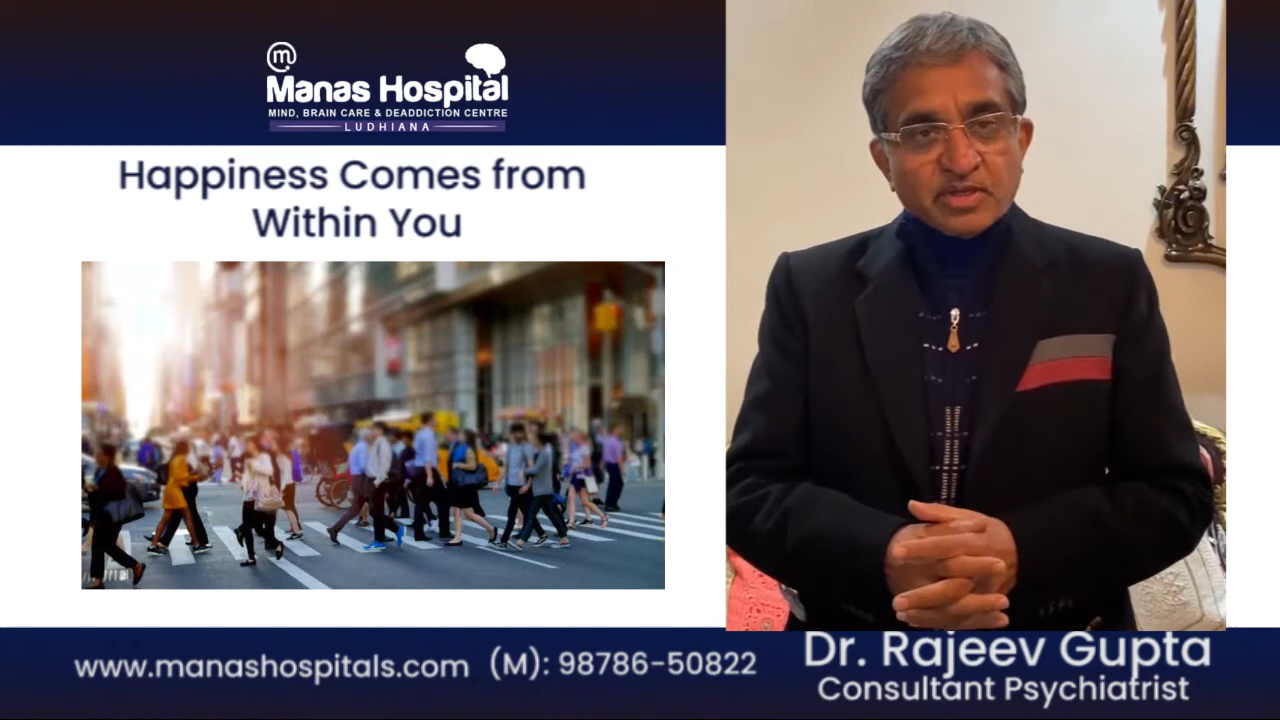 m
Manas Hospital
MIND, BRAIN CARE & DEADDICTION CENTRE
LUDHIANA
Happiness Comes from
Within You
www.manashospitals.com (M): 98786-50822
Dr. Rajeev Gupta
Consultant Psychiatrist